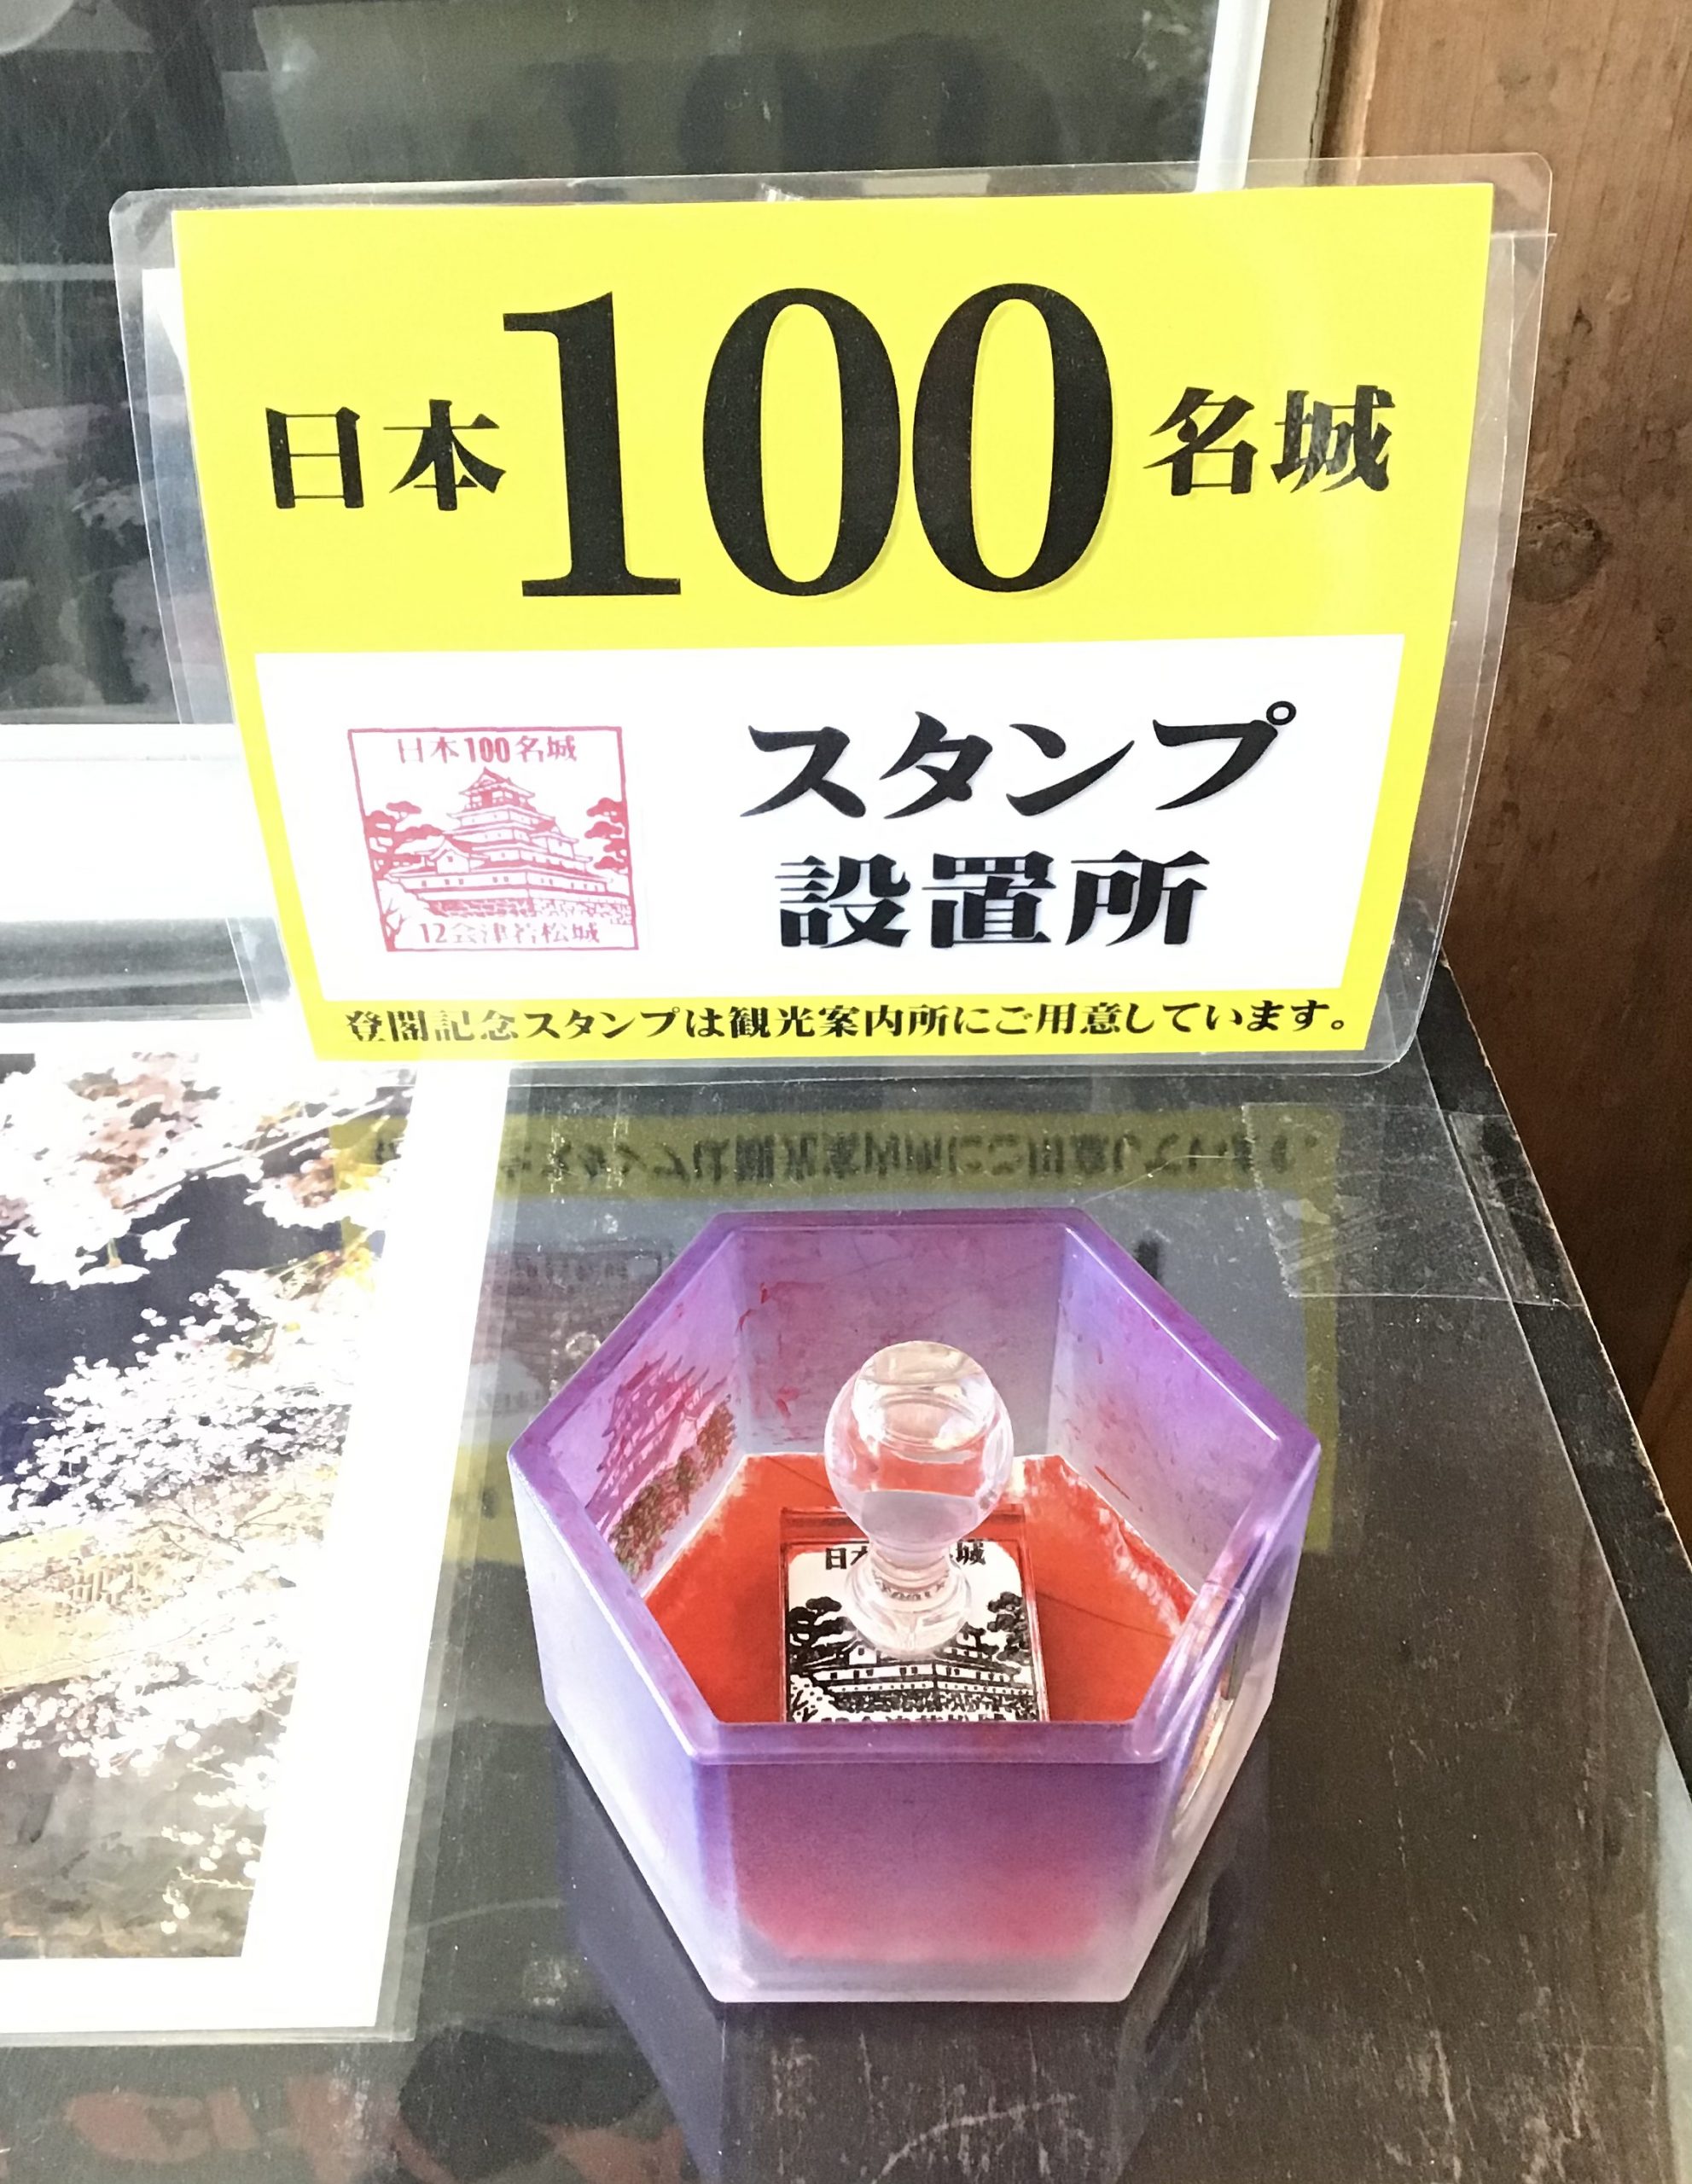 日本100名城
日本100名城
12会津若松城
スタンプ
設置所
登閣記念スタンプは観光案内所にご用意しています。